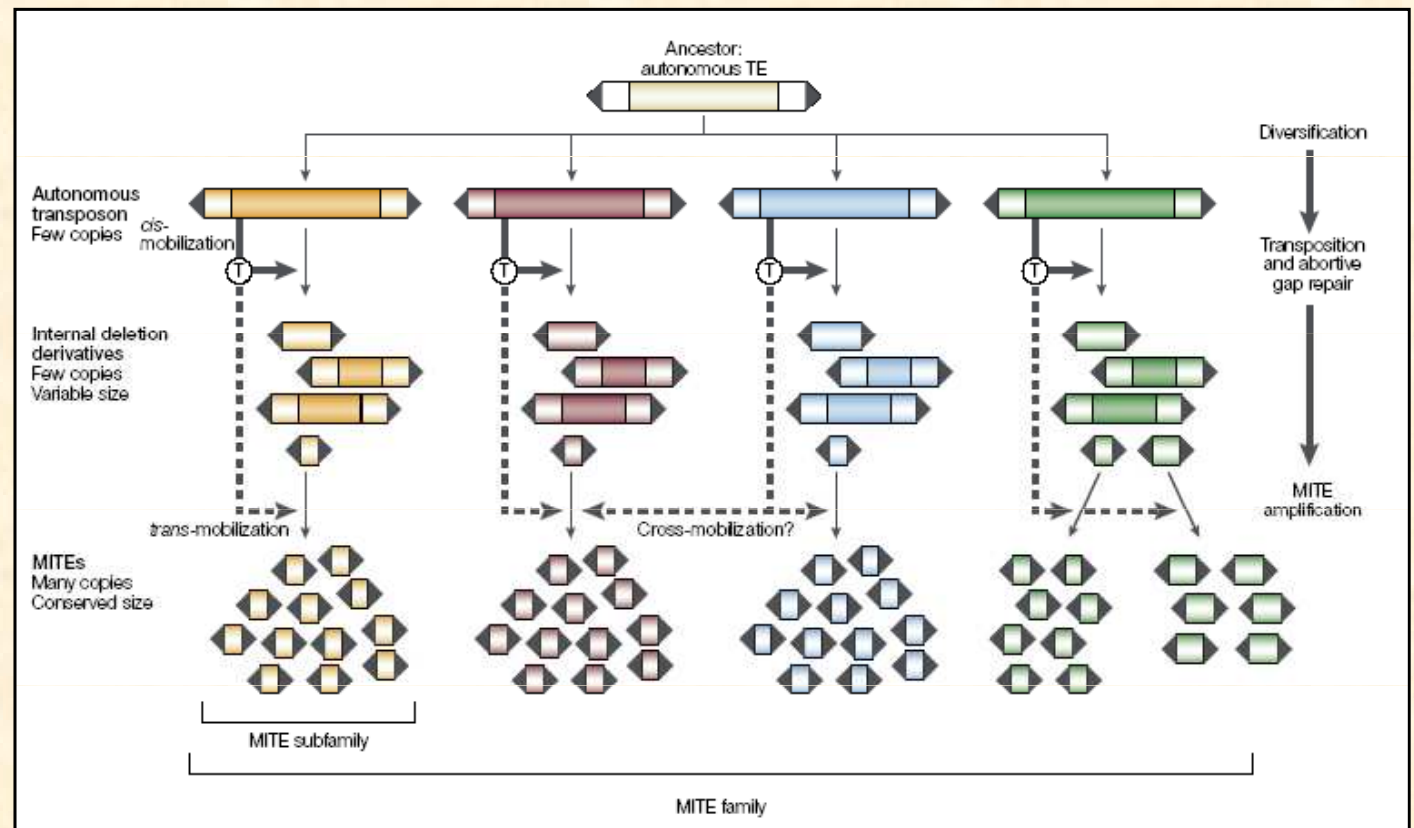 Ancestor:
autonomous TE
Diversification
Autonomous
transposon
Few copies
cis-
mobilization
T
T
T
T
Transposition
and abortive
gap repair
Internal deletion
derivatives
Few copies
Variable size
MITE
amplification
trans-mobilization
Cross-mobilization?
MITEs
Many copies
Conserved size
MITE subfamily
MITE family